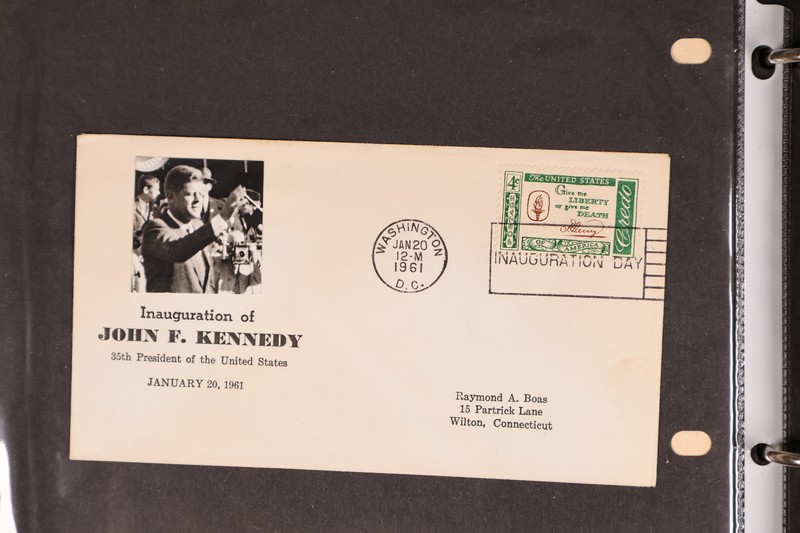 4¢ The UNITED STATES
Give me
LIBERTY
or give me
DEATH
P Henry
Credo
OF AMERICA
WASHINGTON
JAN 20
12-M
1961
D.C.
INAUGURATION DAY
Inauguration of
JOHN F. KENNEDY
35th President of the United States
JANUARY 20, 1961
Raymond A. Boas
15 Partrick Lane
Wilton, Connecticut